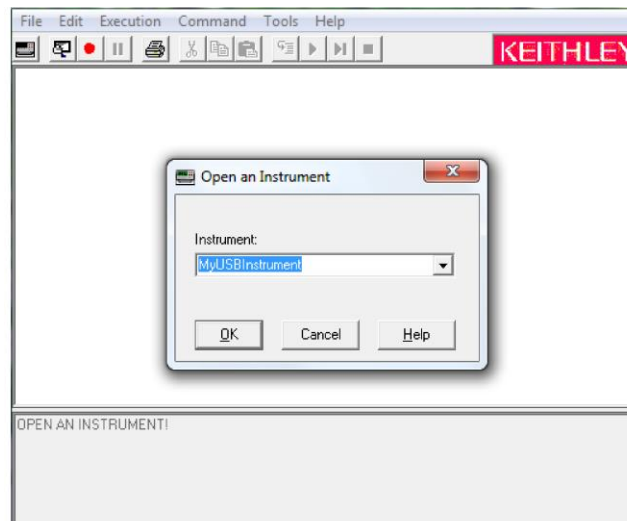 File Edit Execution Command Tools Help
KEITHLEY
Open an Instrument
Instrument:
MyUSBInstrument
OK Cancel Help
OPEN AN INSTRUMENT!